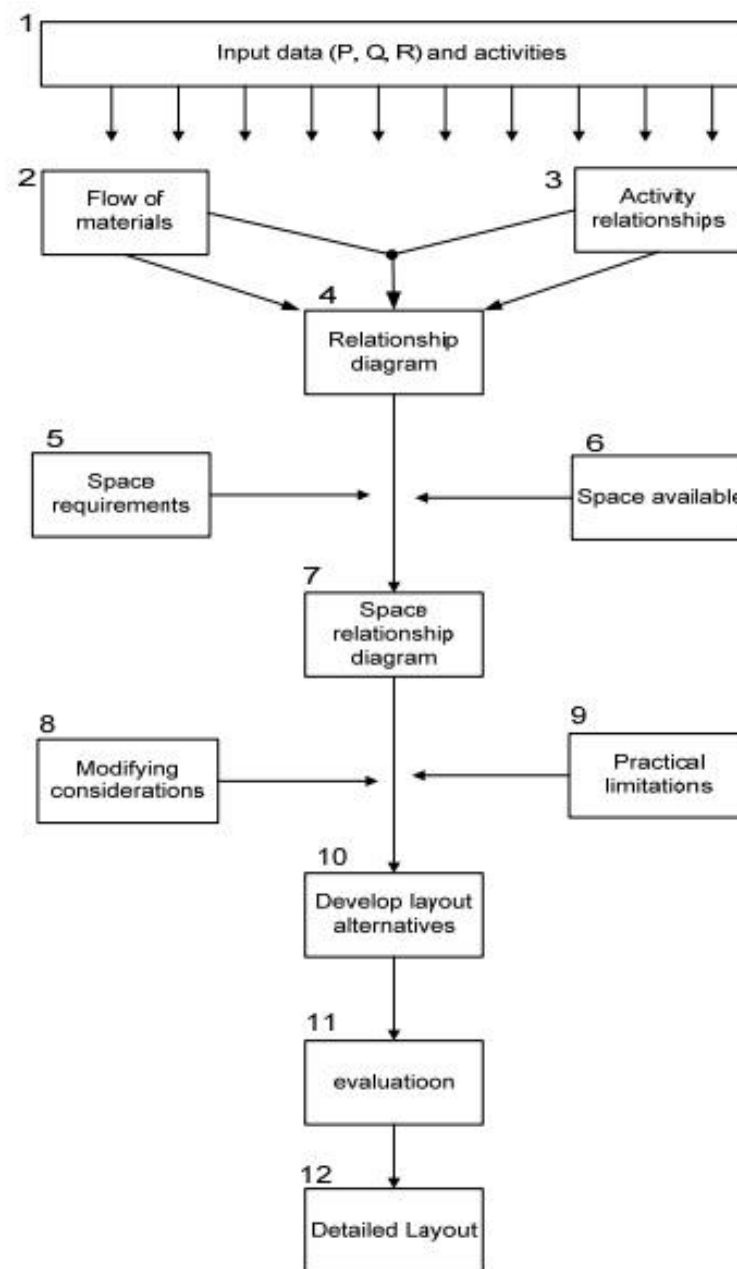 1
Input data (P, Q, R) and activities
2
Flow of
materials
3
Activity
relationships
4
Relationship
diagram
5
Space
requirements
6
Space available
7
Space
relationship
diagram
8
Modifying
considerations
9
Practical
limitations
10
Develop layout
alternatives
11
evaluatioon
12
Detailed Layout